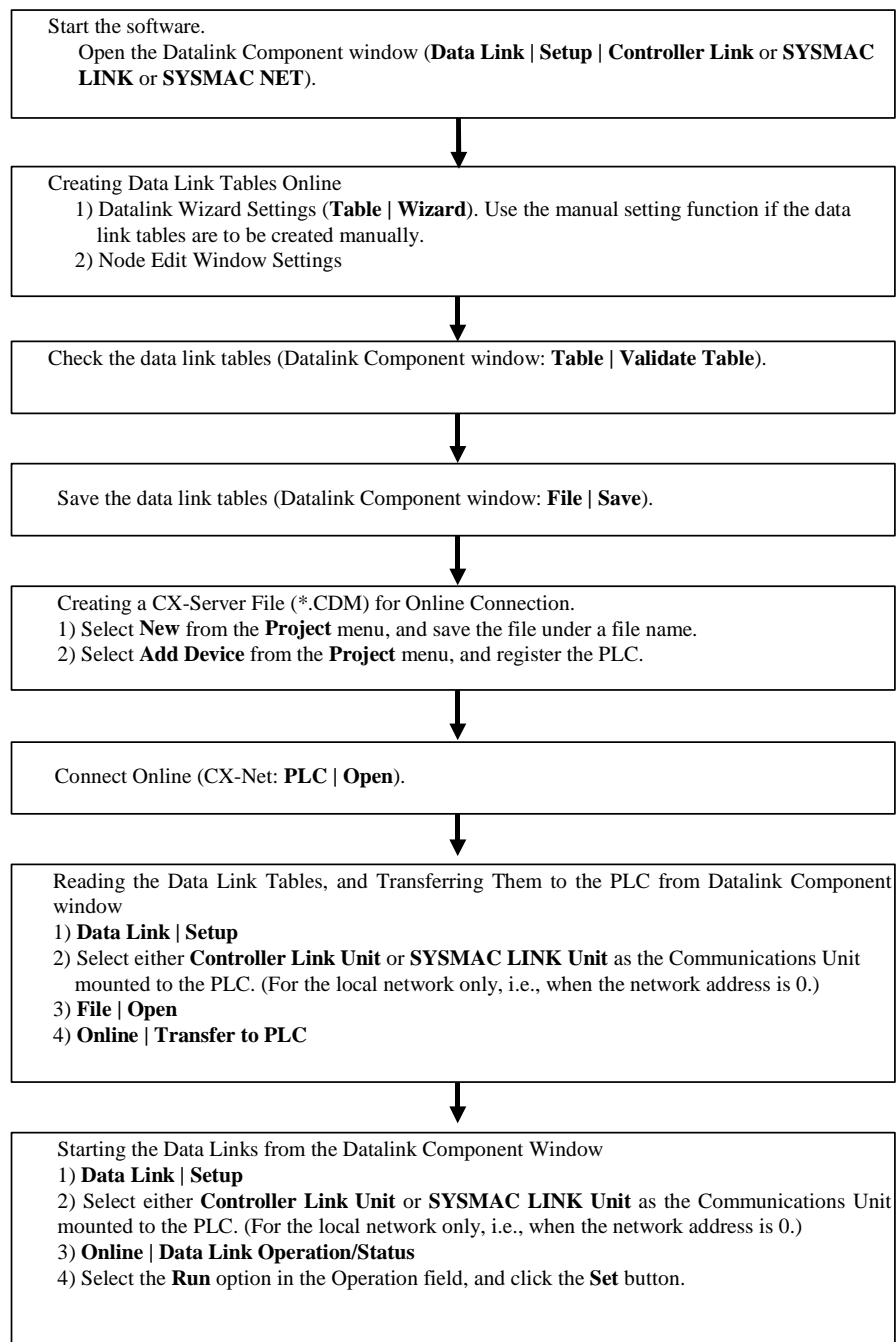 Start the software.
Open the Datalink Component window (Data Link | Setup | Controller Link or SYSMAC
LINK or SYSMAC NET).
Creating Data Link Tables Online
1) Datalink Wizard Settings (Table | Wizard). Use the manual setting function if the data
link tables are to be created manually.
2) Node Edit Window Settings
Check the data link tables (Datalink Component window: Table | Validate Table).
Save the data link tables (Datalink Component window: File | Save).
Creating a CX-Server File (*.CDM) for Online Connection.
1) Select New from the Project menu, and save the file under a file name.
2) Select Add Device from the Project menu, and register the PLC.
Connect Online (CX-Net: PLC | Open).
Reading the Data Link Tables, and Transferring Them to the PLC from Datalink Component
window
1) Data Link | Setup
2) Select either Controller Link Unit or SYSMAC LINK Unit as the Communications Unit
mounted to the PLC. (For the local network only, i.e., when the network address is 0.)
3) File | Open
4) Online | Transfer to PLC
Starting the Data Links from the Datalink Component Window
1) Data Link | Setup
2) Select either Controller Link Unit or SYSMAC LINK Unit as the Communications Unit
mounted to the PLC. (For the local network only, i.e., when the network address is 0.)
3) Online | Data Link Operation/Status
4) Select the Run option in the Operation field, and click the Set button.